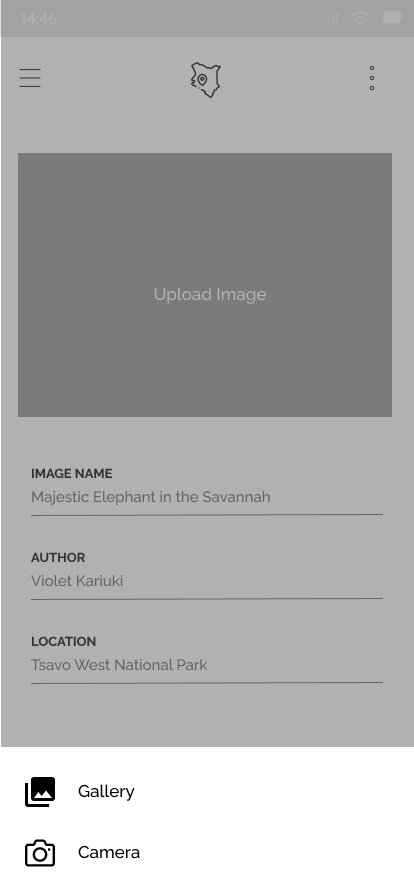 14:46
Upload Image
IMAGE NAME
Majestic Elephant in the Savannah
AUTHOR
Violet Kariuki
LOCATION
Tsavo West National Park
Gallery
Camera